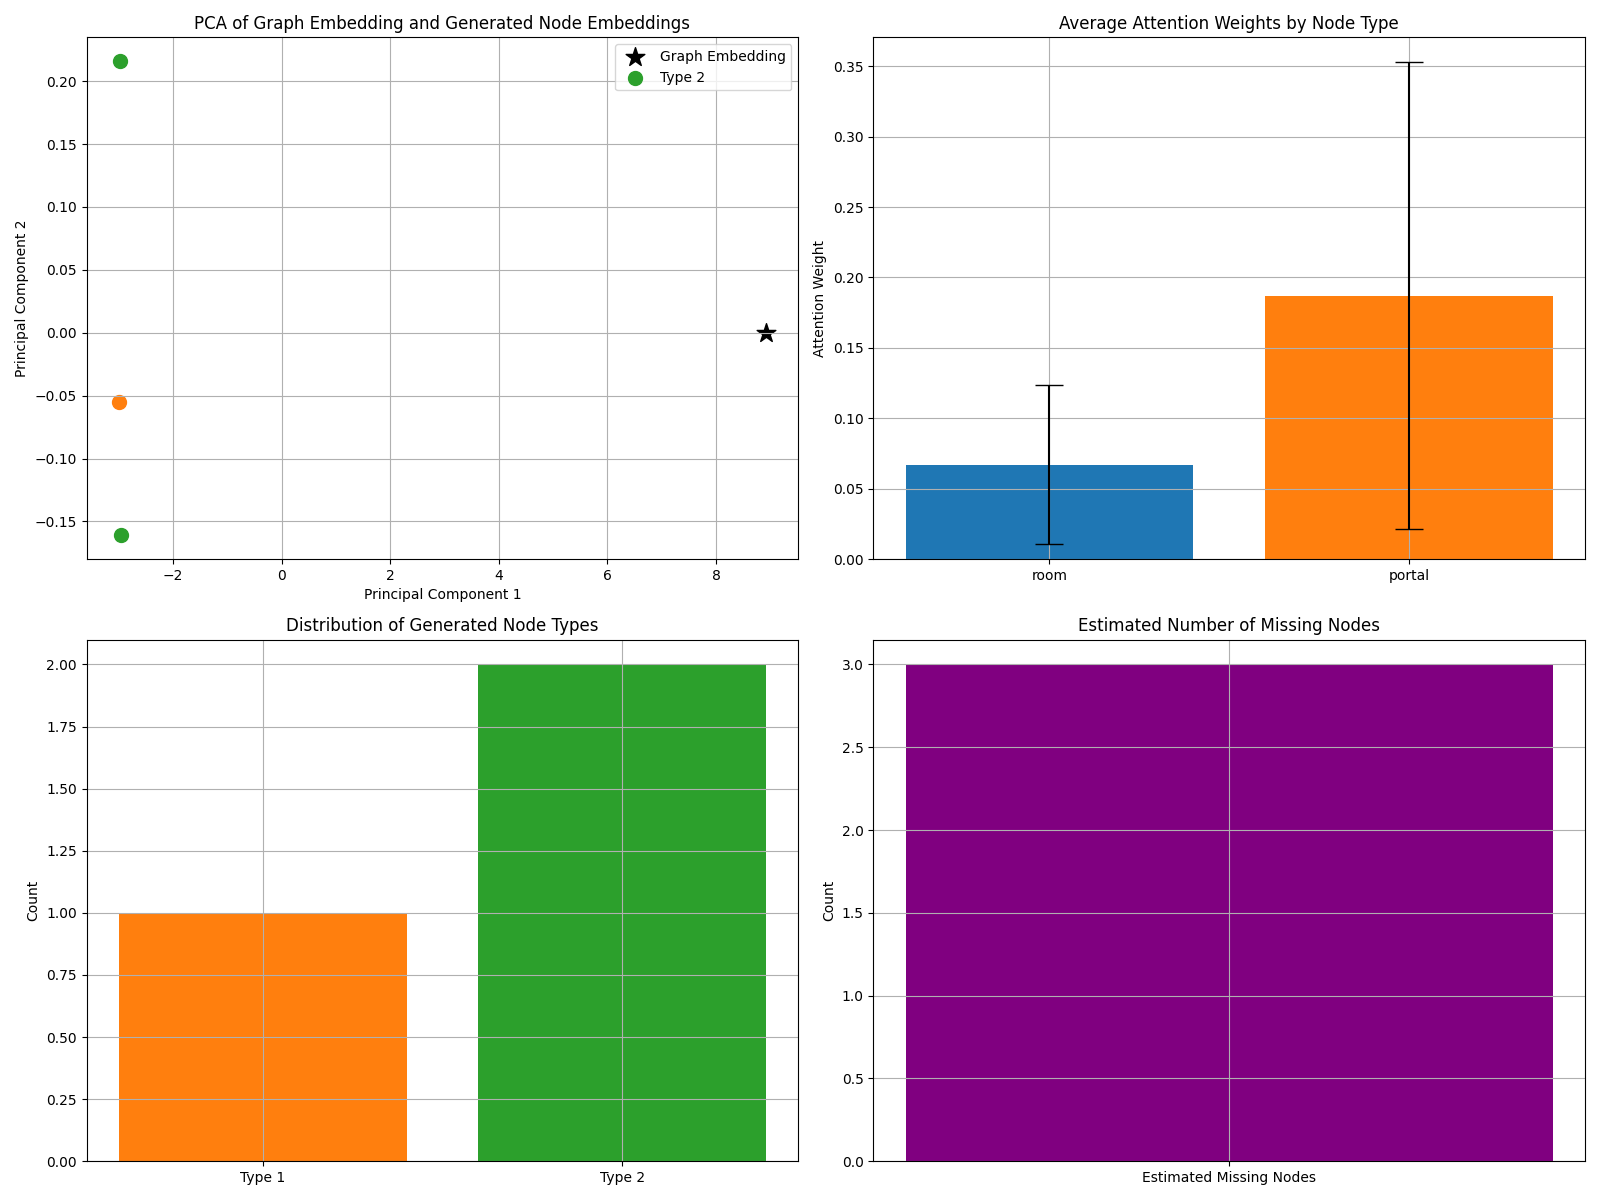 PCA of Graph Embedding and Generated Node Embeddings
Graph Embedding
Type 2
Principal Component 2
0.20
0.15
0.10
0.05
0.00
−0.05
−0.10
−0.15
−2
0
2
4
6
8
Principal Component 1
Average Attention Weights by Node Type
Attention Weight
0.35
0.30
0.25
0.20
0.15
0.10
0.05
0.00
room
portal
Distribution of Generated Node Types
Count
2.00
1.75
1.50
1.25
1.00
0.75
0.50
0.25
0.00
Type 1
Type 2
Estimated Number of Missing Nodes
Count
3.0
2.5
2.0
1.5
1.0
0.5
0.0
Estimated Missing Nodes